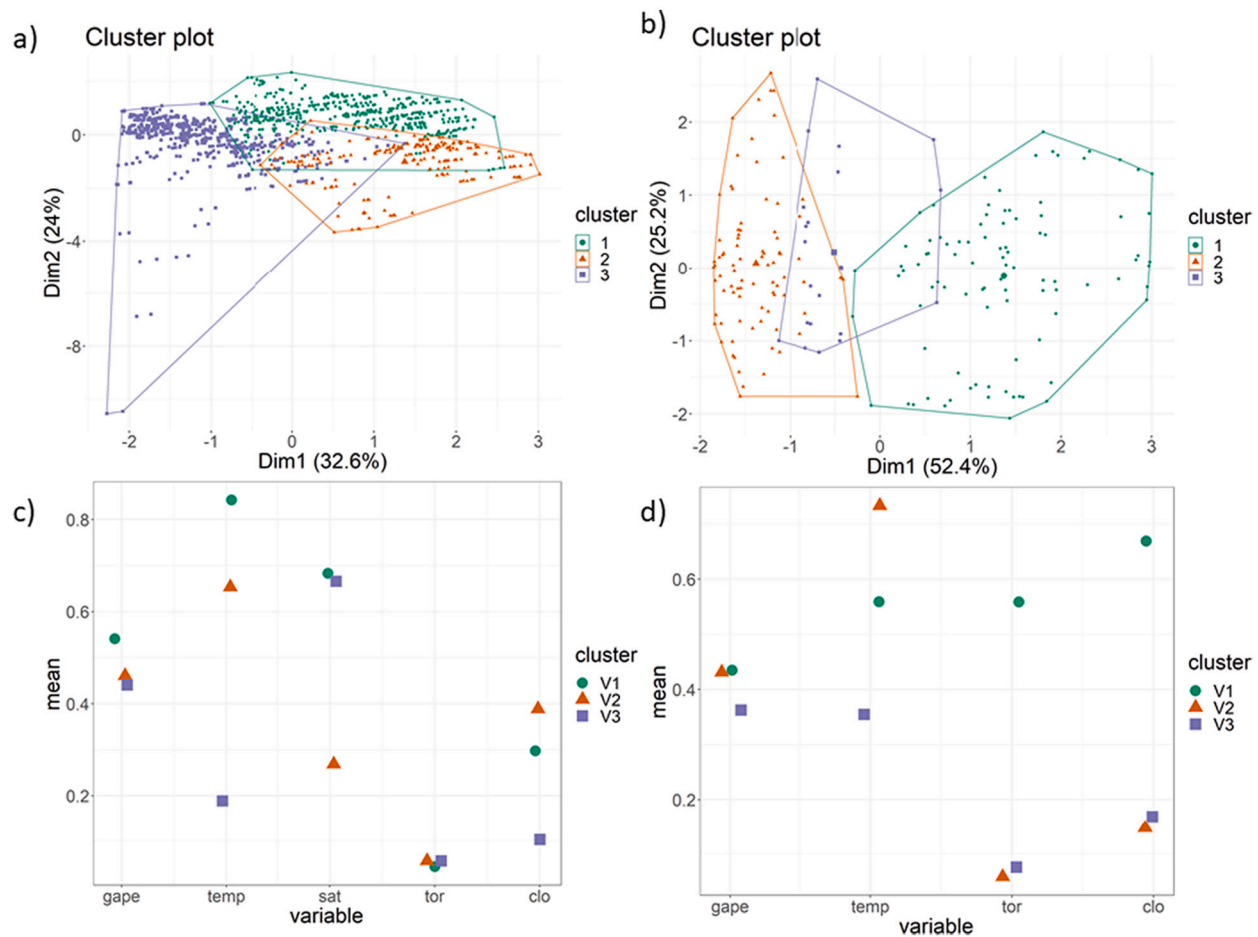 a)
Cluster plot
0
-4
-8
Dim2 (24%)
-2 -1 0 1 2 3
Dim1 (32.6%)
cluster
1
2
3
b)
Cluster plot
2
1
0
-1
-2
Dim2 (25.2%)
-2 -1 0 1 2 3
Dim1 (52.4%)
cluster
1
2
3
c)
0.8
0.6
0.4
0.2
mean
gape temp sat tor clo
variable
cluster
V1
V2
V3
d)
0.6
0.4
0.2
mean
gape temp tor clo
variable
cluster
V1
V2
V3